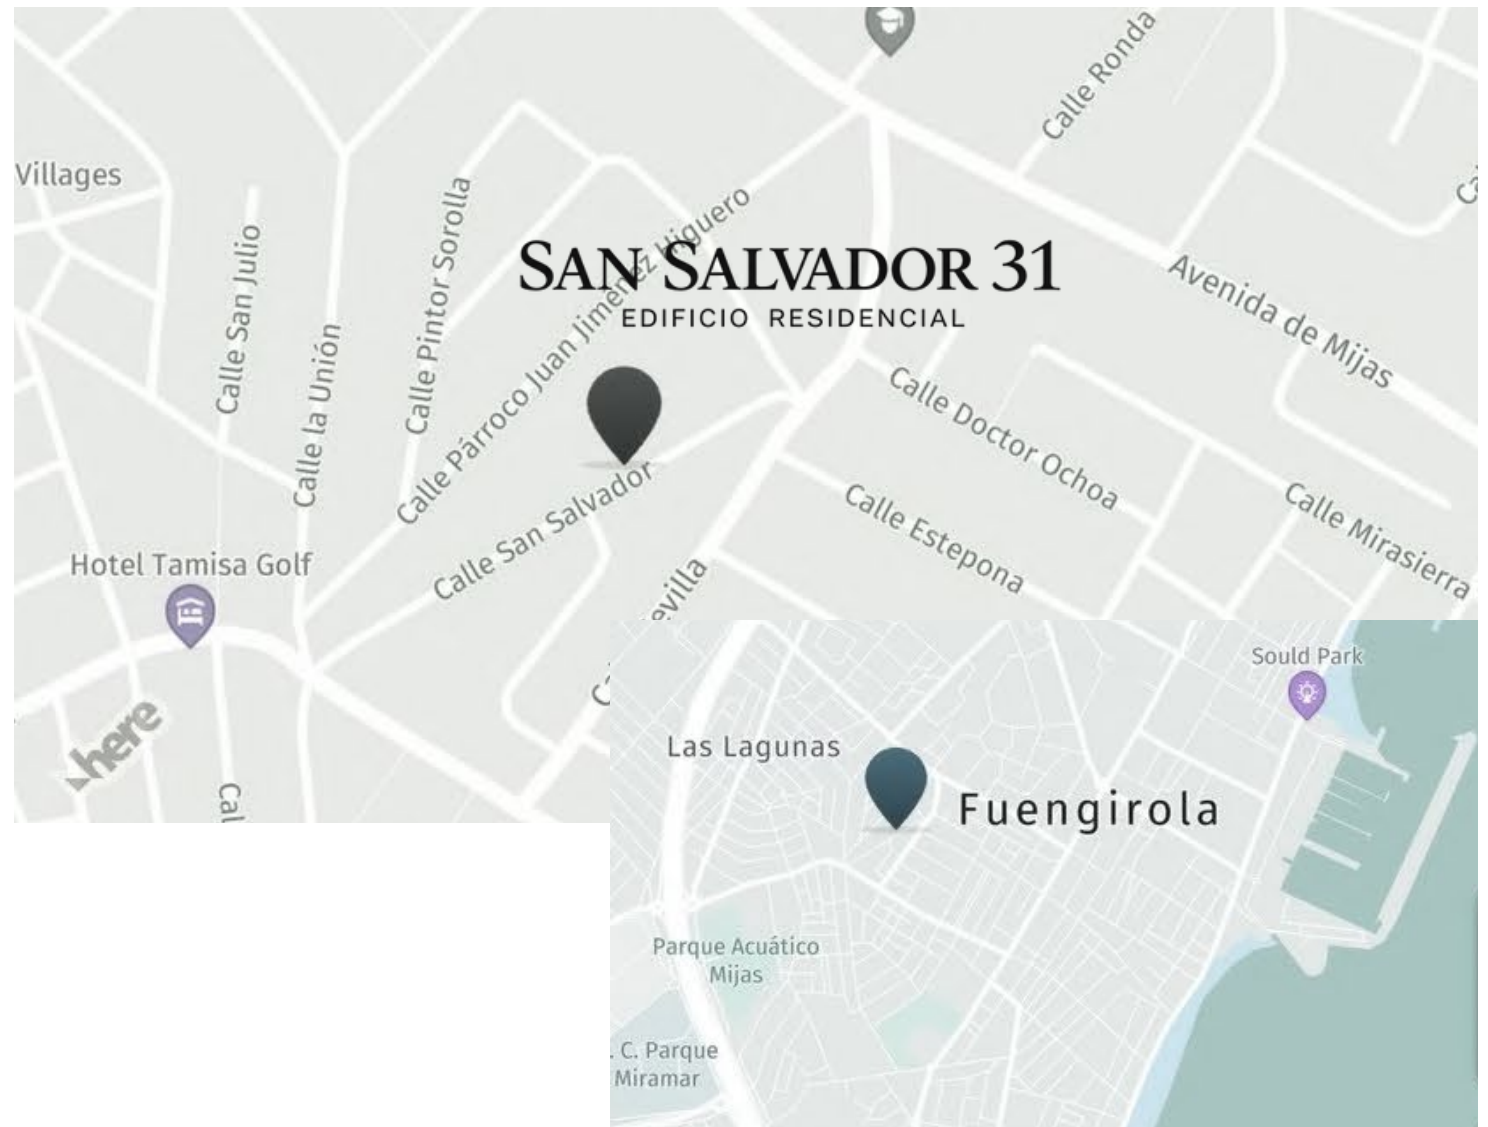 Calle Ronda
Villages
Calle San Julio
Calle la Unión
Calle Pintor Sorolla
Calle Párroco Juan Jiménez Higuero
SAN SALVADOR 31
EDIFICIO RESIDENCIAL
Avenida de Mijas
Calle Doctor Ochoa
Calle Estepona
Calle Mirasierra
Calle San Salvador
Hotel Tamisa Golf
evilla
here
Cal
Sould Park
Las Lagunas
Fuengirola
Parque Acuático
Mijas
. C. Parque
Miramar